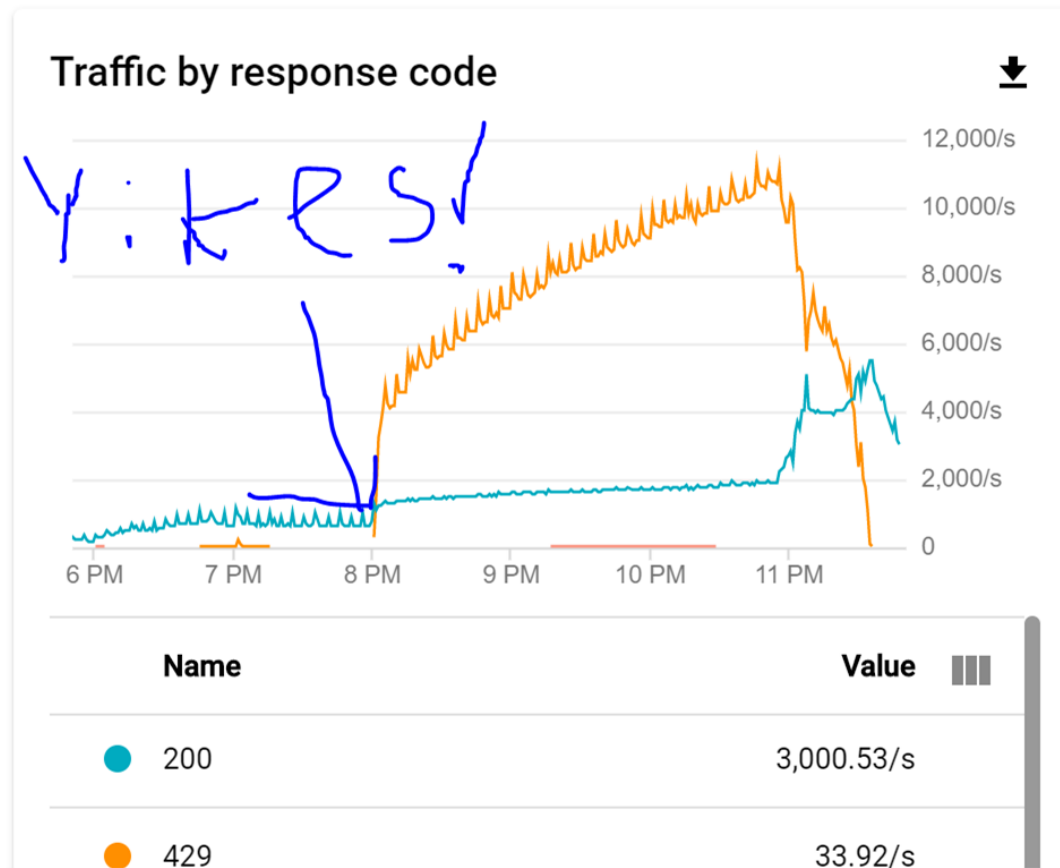 Traffic by response code
12,000/s
Yikes!
10,000/s
8,000/s
6,000/s
4,000/s
2,000/s
0
6 PM 7 PM 8 PM 9 PM 10 PM 11 PM
Name Value
200 3,000.53/s
429 33.92/s